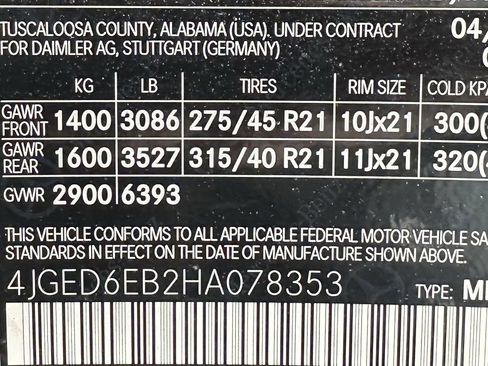 TUSCALOOSA COUNTY, ALABAMA (USA). UNDER CONTRACT 04/
FOR DAIMLER AG, STUTTGART (GERMANY)
KG LB TIRES RIM SIZE COLD KP
GAWR FRONT 1400 3086 275/45 R21 10Jx21 300(
GAWR REAR 1600 3527 315/40 R21 11Jx21 320(
GVWR 2900 6393
THIS VEHICLE CONFORMS TO ALL APPLICABLE FEDERAL MOTOR VEHICLE SA
STANDARDS IN EFFECT ON THE DATE OF MANUFACTURE SHOWN ABOVE.
4JGED6EB2HA078353 TYPE: